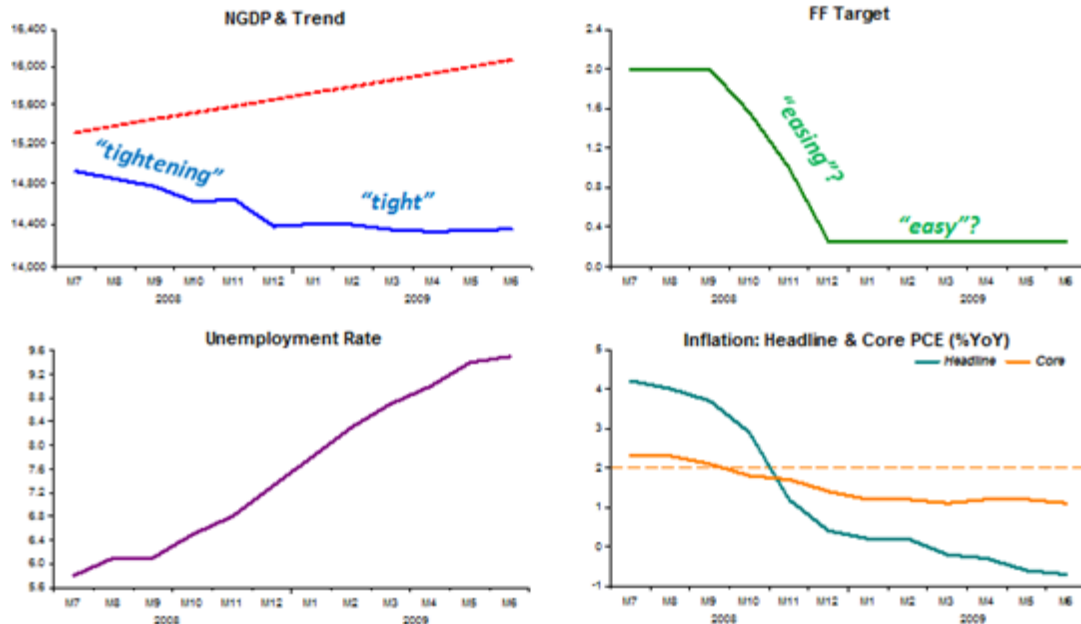 NGDP & Trend
16,400
16,000
15,600
15,200
14,800
14,400
14,000
"tightening"
"tight"
M7 M8 M9 M10 M11 M12 M1 M2 M3 M4 M5 M6
2008 2009
FF Target
2.0
1.6
1.2
0.8
0.4
0.0
"easing"?
"easy"?
M7 M8 M9 M10 M11 M12 M1 M2 M3 M4 M5 M6
2008 2009
Unemployment Rate
9.6
9.2
8.8
8.4
8.0
7.6
7.2
6.8
6.4
6.0
5.6
M7 M8 M9 M10 M11 M12 M1 M2 M3 M4 M5 M6
2008 2009
Inflation: Headline & Core PCE (%YoY)
Headline Core
5
4
3
2
1
0
-1
M7 M8 M9 M10 M11 M12 M1 M2 M3 M4 M5 M6
2008 2009